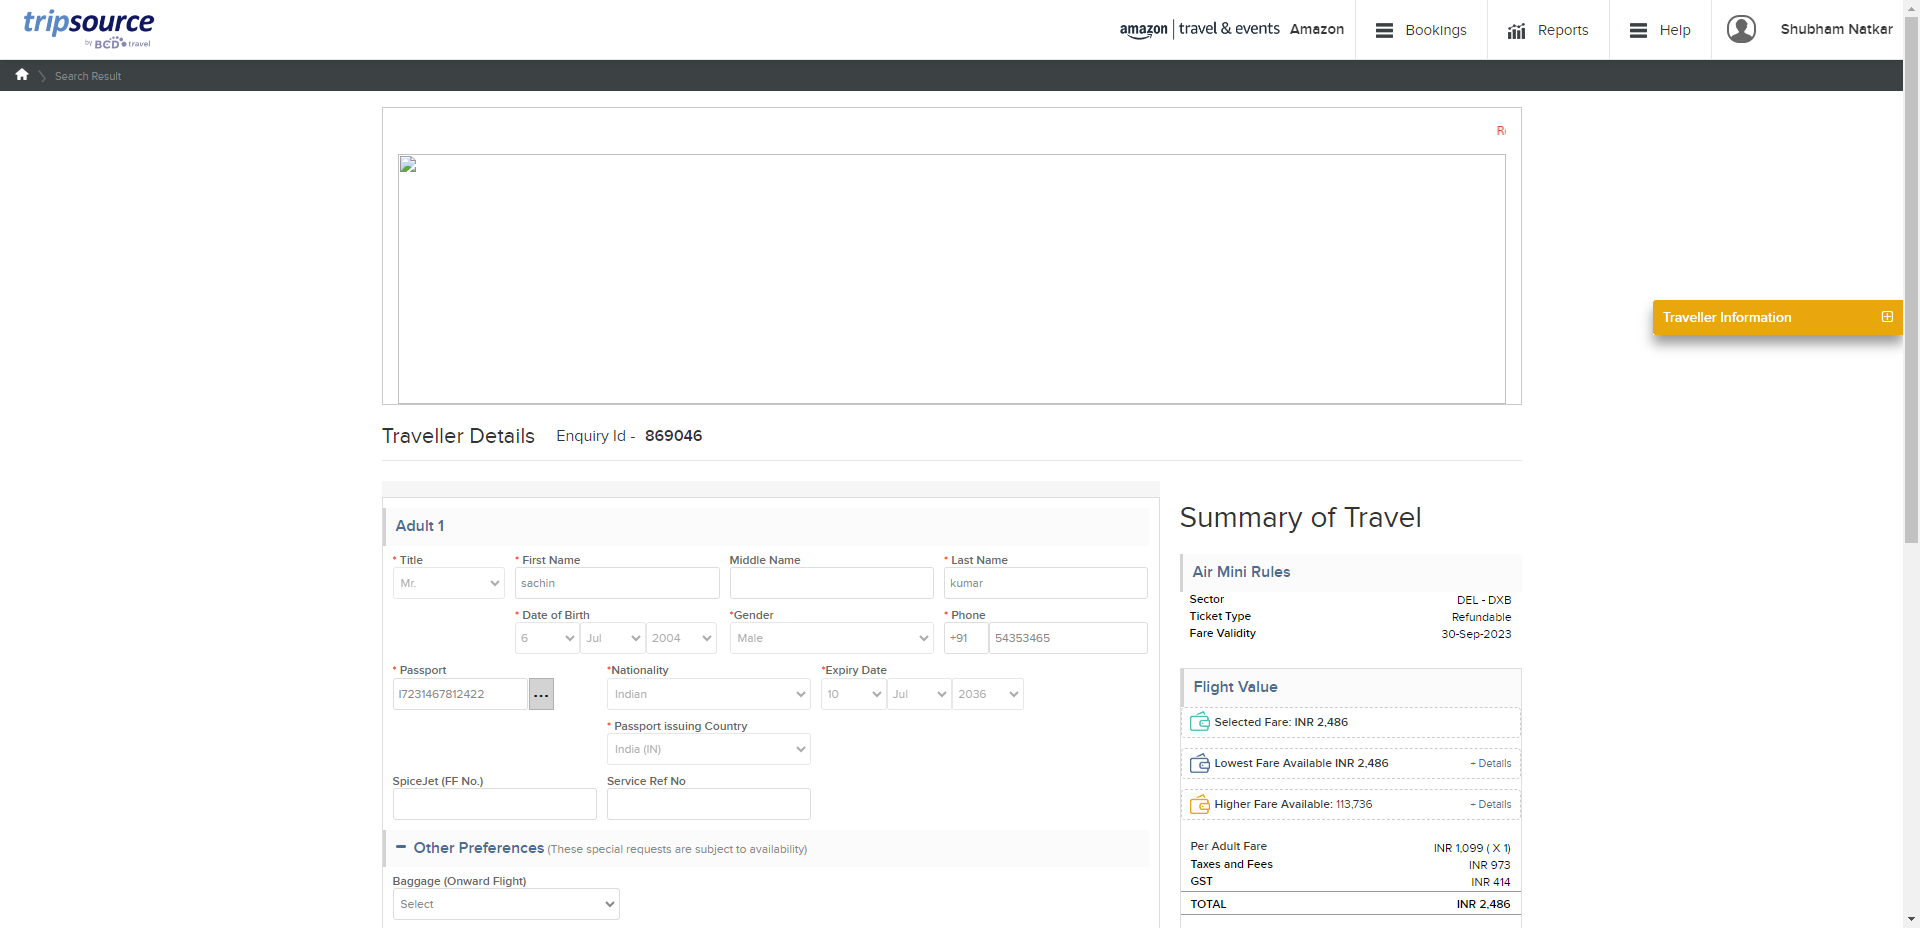 tripsource
by BCD travel
amazon travel & events Amazon
Bookings
Reports
Help
Shubham Natkar
Search Result
Traveller Information
Traveller Details Enquiry Id - 869046
Adult 1
* Title * First Name Middle Name * Last Name
Mr. sachin kumar
* Date of Birth *Gender * Phone
6 Jul 2004 Male +91 54353465
* Passport *Nationality *Expiry Date
I7231467812422 ... Indian 10 Jul 2036
* Passport issuing Country
India (IN)
SpiceJet (FF No.) Service Ref No
Other Preferences (These special requests are subject to availability)
Baggage (Onward Flight)
Select
Summary of Travel
Air Mini Rules
Sector DEL - DXB
Ticket Type Refundable
Fare Validity 30-Sep-2023
Flight Value
Selected Fare: INR 2,486
Lowest Fare Available INR 2,486 + Details
Higher Fare Available: 113,736 + Details
Per Adult Fare INR 1,099 ( X 1)
Taxes and Fees INR 973
GST INR 414
TOTAL INR 2,486